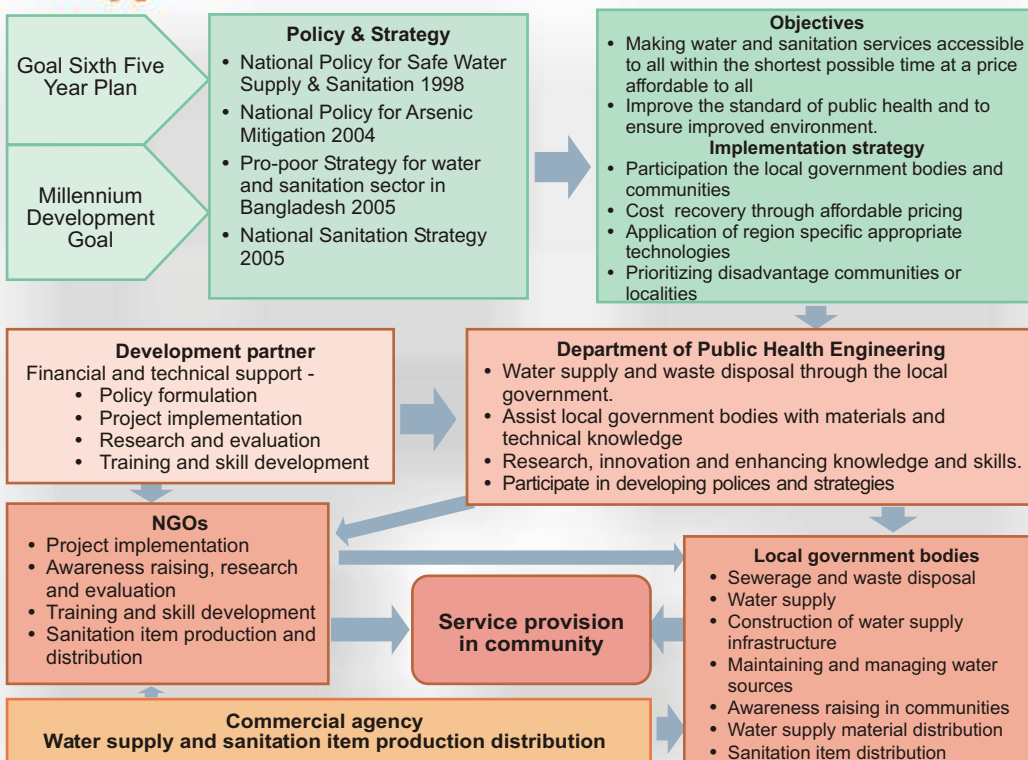 Goal Sixth Five
Year Plan
Millennium
Development
Goal
Policy & Strategy
• National Policy for Safe Water
Supply & Sanitation 1998
• National Policy for Arsenic
Mitigation 2004
• Pro-poor Strategy for water
and sanitation sector in
Bangladesh 2005
• National Sanitation Strategy
2005
Objectives
• Making water and sanitation services accessible
to all within the shortest possible time at a price
affordable to all
• Improve the standard of public health and to
ensure improved environment.
Implementation strategy
• Participation the local government bodies and
communities
• Cost recovery through affordable pricing
• Application of region specific appropriate
technologies
• Prioritizing disadvantage communities or
localities
Development partner
Financial and technical support -
• Policy formulation
• Project implementation
• Research and evaluation
• Training and skill development
Department of Public Health Engineering
• Water supply and waste disposal through the local
government.
• Assist local government bodies with materials and
technical knowledge
• Research, innovation and enhancing knowledge and skills.
• Participate in developing polices and strategies
NGOs
• Project implementation
• Awareness raising, research
and evaluation
• Training and skill development
• Sanitation item production and
distribution
Service provision
in community
Local government bodies
• Sewerage and waste disposal
• Water supply
• Construction of water supply
infrastructure
• Maintaining and managing water
sources
• Awareness raising in communities
• Water supply material distribution
• Sanitation item distribution
Commercial agency
Water supply and sanitation item production distribution